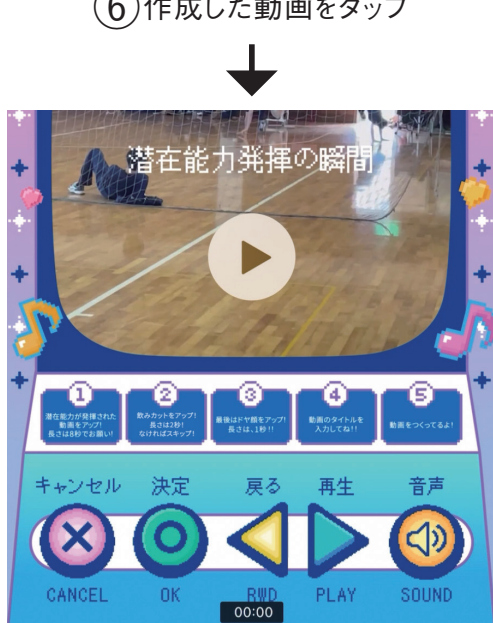 ⑥作成した動画をタップ
潜在能力発揮の瞬間
1
潜在能力が発揮された
動画をアップ!
長さは8秒でお願い!
2
飲みカットをアップ!
長さは2秒!
なければスキップ!
3
最後はドヤ顔をアップ!
長さは、1秒!!
4
動画のタイトルを
入力してね!!
5
動画をつくってるよ!
キャンセル 決定 戻る 再生 音声
CANCEL OK RWD PLAY SOUND
00:00